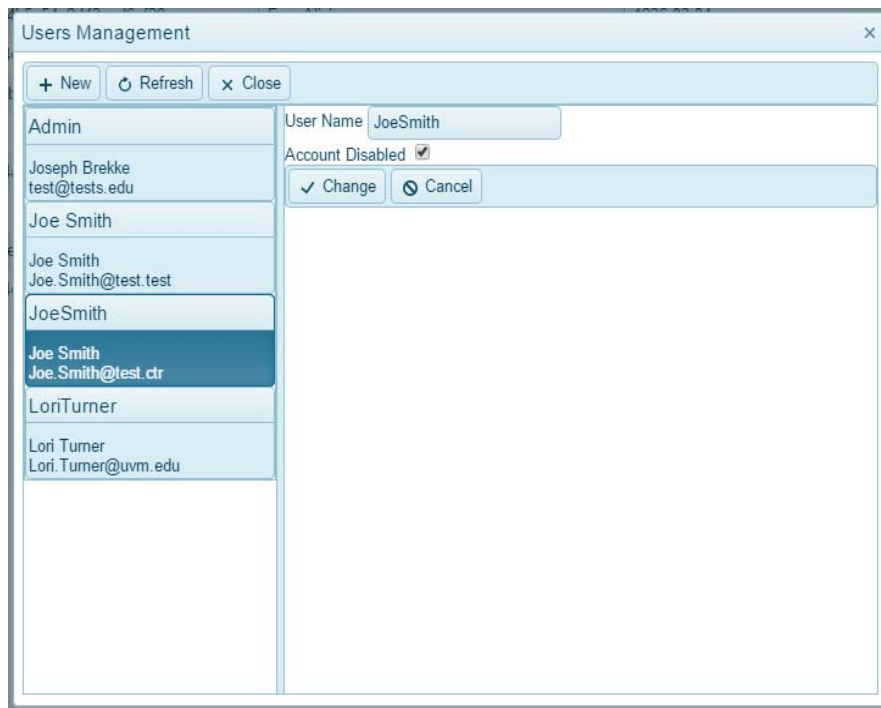 Users Management
New Refresh Close
Admin
Joseph Brekke
test@tests.edu
Joe Smith
Joe Smith
Joe.Smith@test.test
JoeSmith
Joe Smith
Joe.Smith@test.ctr
LoriTurner
Lori Turner
Lori.Turner@uvm.edu
User Name JoeSmith
Account Disabled
Change Cancel